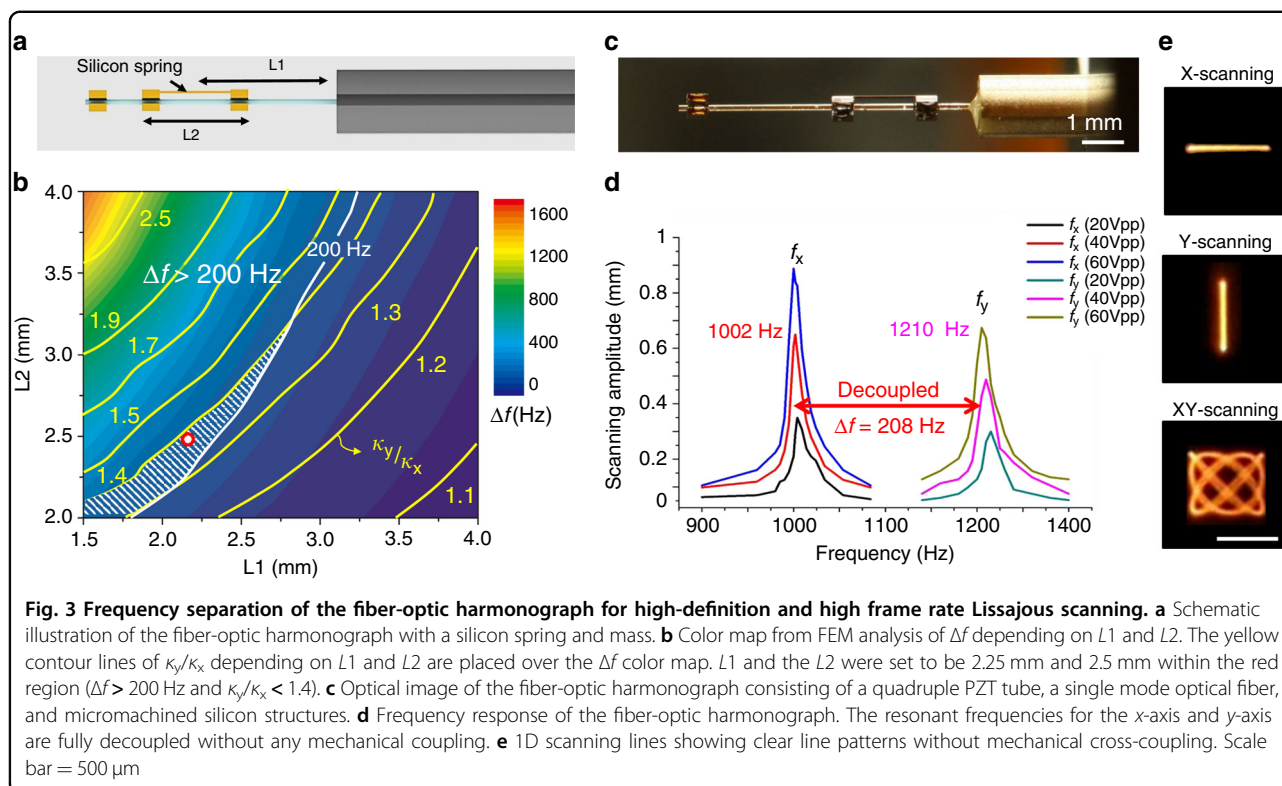 a
Silicon spring
L1
L2
b
4.0
3.5
3.0
2.5
2.0
L2 (mm)
1.5
2.0
2.5
3.0
3.5
4.0
L1 (mm)
2.5
Δf > 200 Hz
200 Hz
1.9
1.7
1.5
1.4
1.3
1.2
1.1
κy/κx
1600
1200
800
400
0
Δf(Hz)
c
1 mm
d
Scanning amplitude (mm)
1
0.8
0.6
0.4
0.2
0
900
1000
1100
1200
1400
Frequency (Hz)
fx
1002 Hz
fy
1210 Hz
Decoupled
Δf = 208 Hz
fx (20Vpp)
fx (40Vpp)
fx (60Vpp)
fy (20Vpp)
fy (40Vpp)
fy (60Vpp)
e
X-scanning
Y-scanning
XY-scanning
Fig. 3 Frequency separation of the fiber-optic harmonograph for high-definition and high frame rate Lissajous scanning. a Schematic
illustration of the fiber-optic harmonograph with a silicon spring and mass. b Color map from FEM analysis of Δf depending on L1 and L2. The yellow
contour lines of κy/κx depending on L1 and L2 are placed over the Δf color map. L1 and the L2 were set to be 2.25 mm and 2.5 mm within the red
region (Δf > 200 Hz and κy/κx < 1.4). c Optical image of the fiber-optic harmonograph consisting of a quadruple PZT tube, a single mode optical fiber,
and micromachined silicon structures. d Frequency response of the fiber-optic harmonograph. The resonant frequencies for the x-axis and y-axis
are fully decoupled without any mechanical coupling. e 1D scanning lines showing clear line patterns without mechanical cross-coupling. Scale
bar = 500 μm